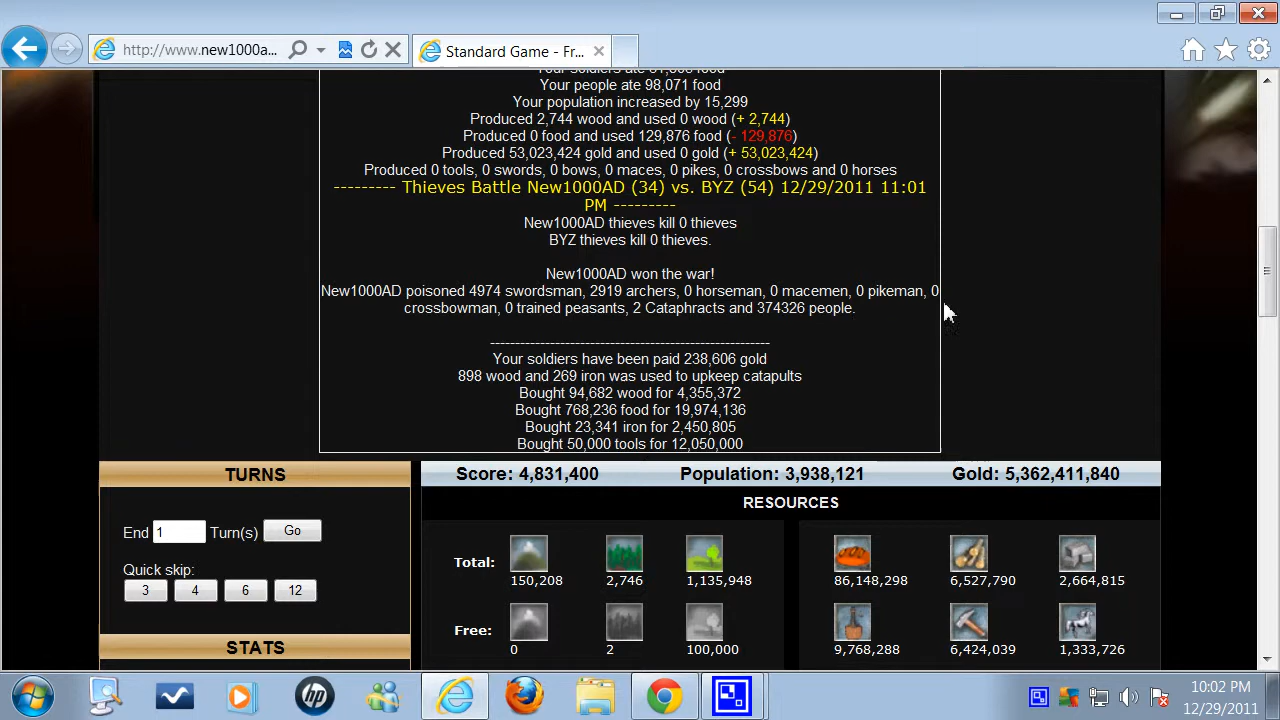 http://www.new1000a...
Standard Game - Fr...
Your people ate 98,071 food
Your population increased by 15,299
Produced 2,744 wood and used 0 wood (+ 2,744)
Produced 0 food and used 129,876 food (- 129,876)
Produced 53,023,424 gold and used 0 gold (+ 53,023,424)
Produced 0 tools, 0 swords, 0 bows, 0 maces, 0 pikes, 0 crossbows and 0 horses
--------- Thieves Battle New1000AD (34) vs. BYZ (54) 12/29/2011 11:01
PM ---------
New1000AD thieves kill 0 thieves
BYZ thieves kill 0 thieves.
New1000AD won the war!
New1000AD poisoned 4974 swordsman, 2919 archers, 0 horseman, 0 macemen, 0 pikeman, 0
crossbowman, 0 trained peasants, 2 Cataphracts and 374326 people.
------------------------------------------------------------
Your soldiers have been paid 238,606 gold
898 wood and 269 iron was used to upkeep catapults
Bought 94,682 wood for 4,355,372
Bought 768,236 food for 19,974,136
Bought 23,341 iron for 2,450,805
Bought 50,000 tools for 12,050,000
TURNS
Score: 4,831,400 Population: 3,938,121 Gold: 5,362,411,840
RESOURCES
End 1 Turn(s) Go
Quick skip:
3 4 6 12
STATS
Total:
150,208 2,746 1,135,948 86,148,298 6,527,790 2,664,815
Free:
0 2 100,000 9,768,288 6,424,039 1,333,726
hp
10:02 PM
12/29/2011